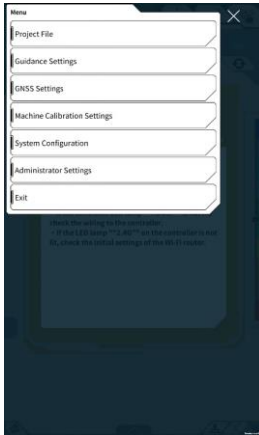 Menu
Project File
Guidance Settings
GNSS Settings
Machine Calibration Settings
System Configuration
Administrator Settings
Exit
check the wiring to the controller.
・If the LED lamp ""2.4G"" on the controller is not
lit, check the initial settings of the Wi-Fi router.